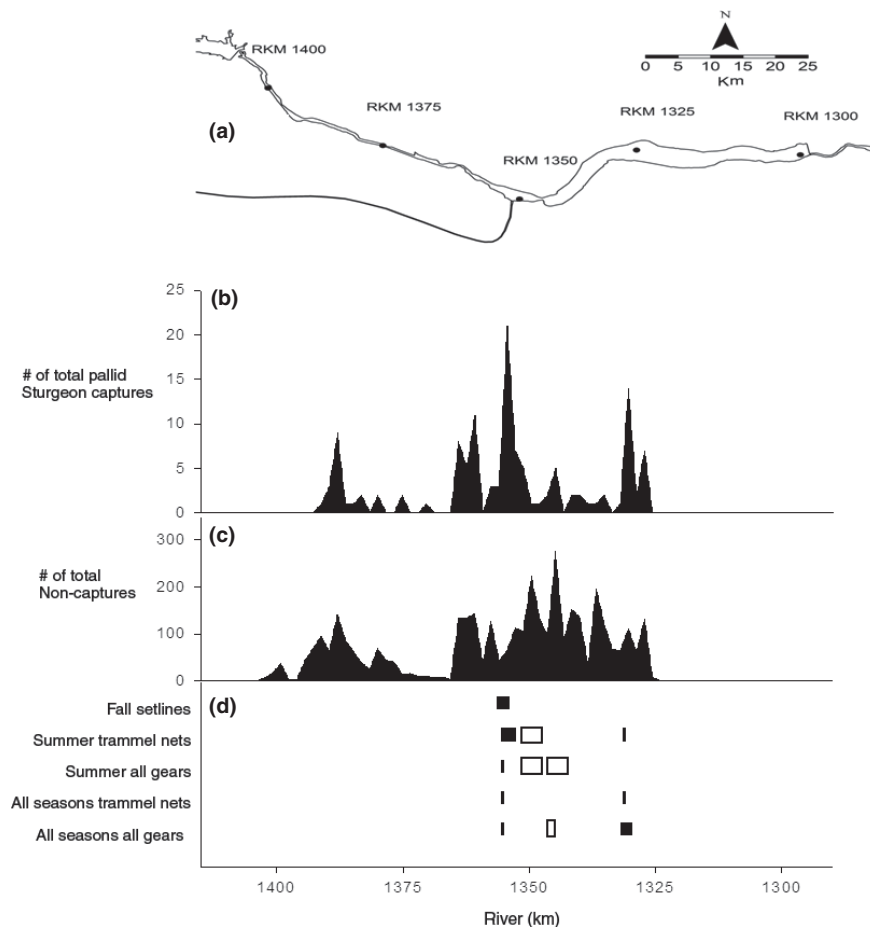 N
RKM 1400
0 5 10 15 20 25
Km
RKM 1375
RKM 1325
RKM 1300
(a)
RKM 1350
(b)
25
20
15
10
5
0
# of total pallid
Sturgeon captures
(c)
300
200
100
0
# of total
Non-captures
(d)
Fall setlines
Summer trammel nets
Summer all gears
All seasons trammel nets
All seasons all gears
1400 1375 1350 1325 1300
River (km)